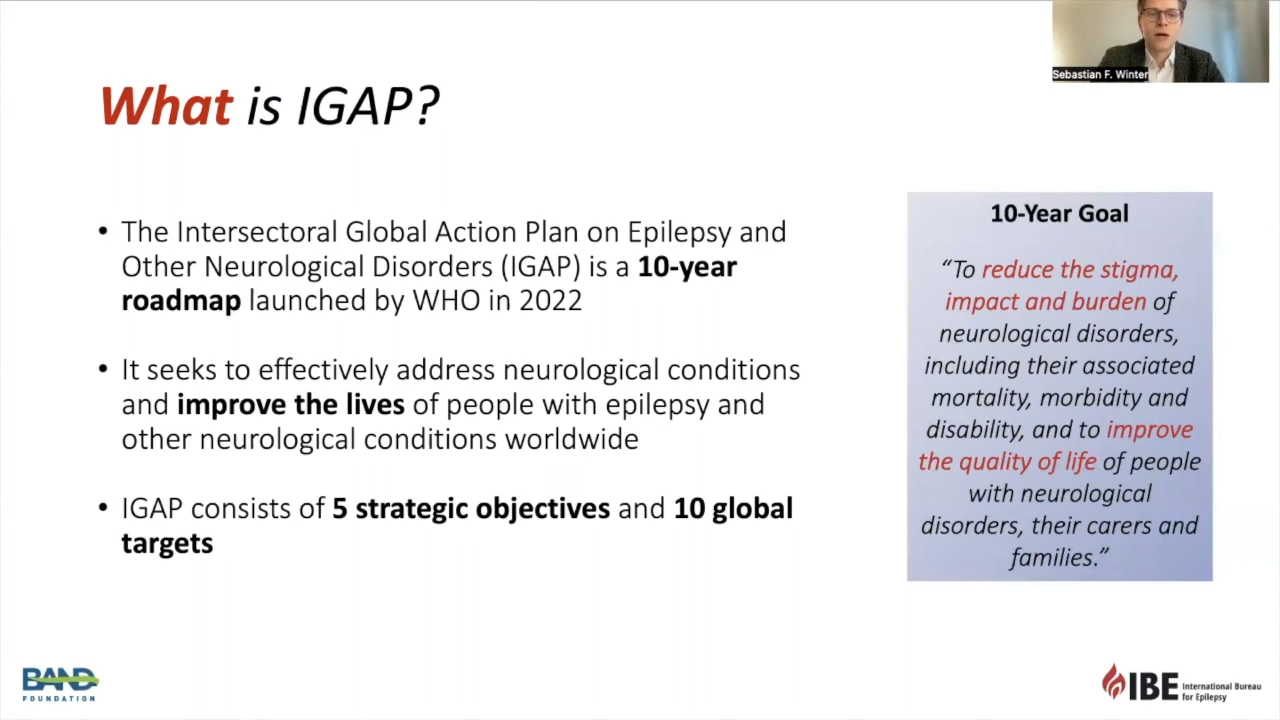 Sebastian F. Winter
What is IGAP?
• The Intersectoral Global Action Plan on Epilepsy and
Other Neurological Disorders (IGAP) is a 10-year
roadmap launched by WHO in 2022
• It seeks to effectively address neurological conditions
and improve the lives of people with epilepsy and
other neurological conditions worldwide
• IGAP consists of 5 strategic objectives and 10 global
targets
10-Year Goal
“To reduce the stigma,
impact and burden of
neurological disorders,
including their associated
mortality, morbidity and
disability, and to improve
the quality of life of people
with neurological
disorders, their carers and
families.”
BAND
FOUNDATION
IBE International Bureau
for Epilepsy